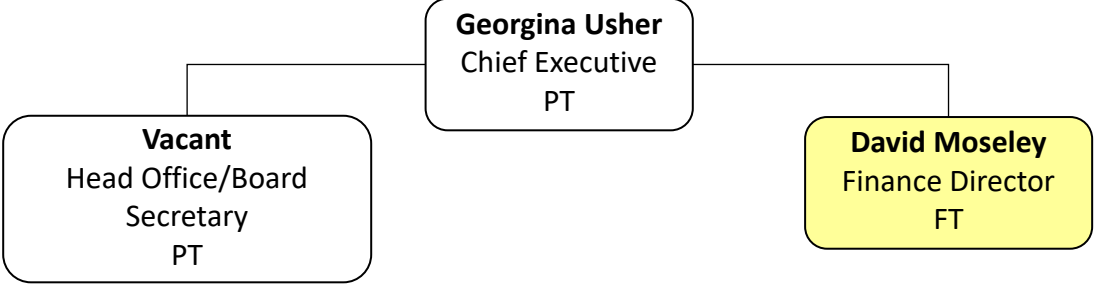 Georgina Usher
Chief Executive
PT
Vacant
Head Office/Board
Secretary
PT
David Moseley
Finance Director
FT